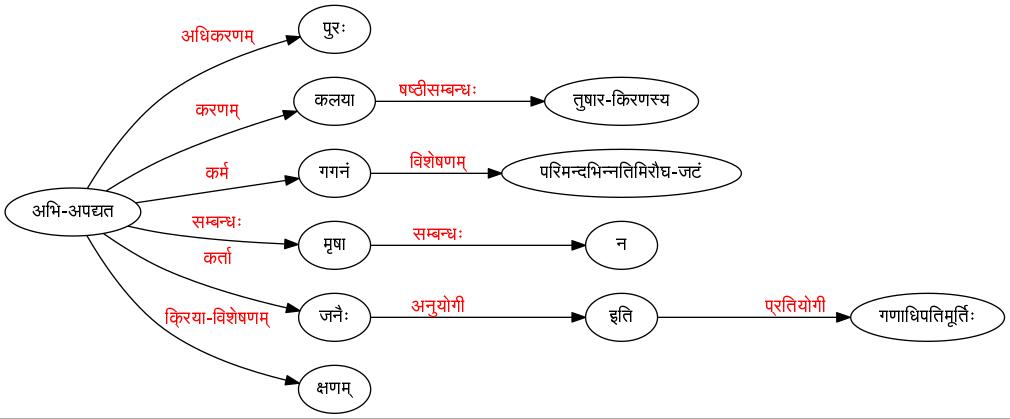 पुरः
अधिकरणम्
करणम्
कलया
षष्ठीसम्बन्धः
तुषार-किरणस्य
कर्म
गगनं
विशेषणम्
परिमन्दभिन्नतिमिरौघ-जटं
अभि-अपद्यत
सम्बन्धः
मृषा
सम्बन्धः
न
कर्ता
जनैः
अनुयोगी
इति
प्रतियोगी
गणाधिपतिमूर्तिः
क्रिया-विशेषणम्
क्षणम्